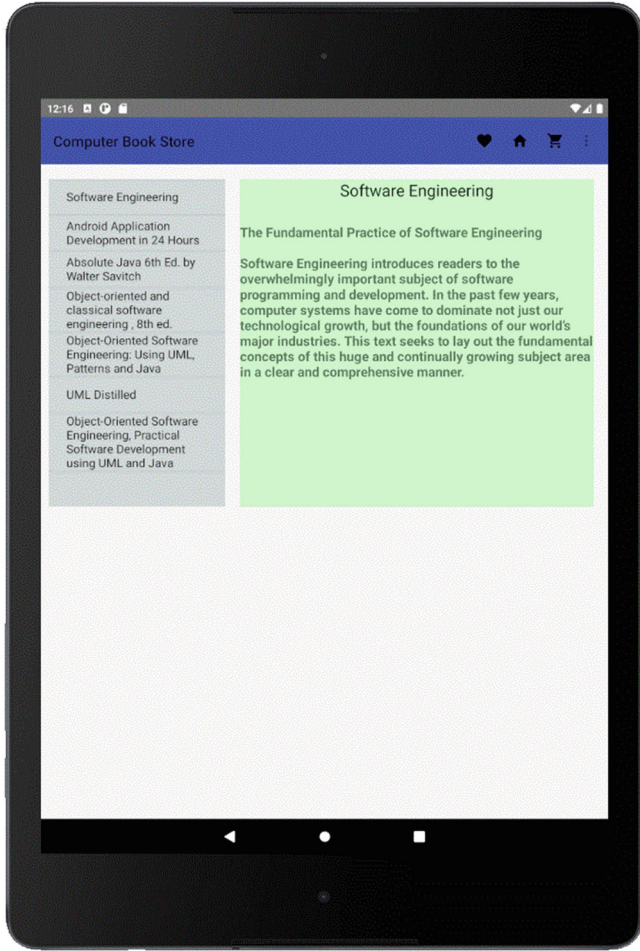 12:16
Computer Book Store
Software Engineering
Android Application
Development in 24 Hours
Absolute Java 6th Ed. by
Walter Savitch
Object-oriented and
classical software
engineering , 8th ed.
Object-Oriented Software
Engineering: Using UML,
Patterns and Java
UML Distilled
Object-Oriented Software
Engineering, Practical
Software Development
using UML and Java
Software Engineering
The Fundamental Practice of Software Engineering
Software Engineering introduces readers to the
overwhelmingly important subject of software
programming and development. In the past few years,
computer systems have come to dominate not just our
technological growth, but the foundations of our world's
major industries. This text seeks to lay out the fundamental
concepts of this huge and continually growing subject area
in a clear and comprehensive manner.